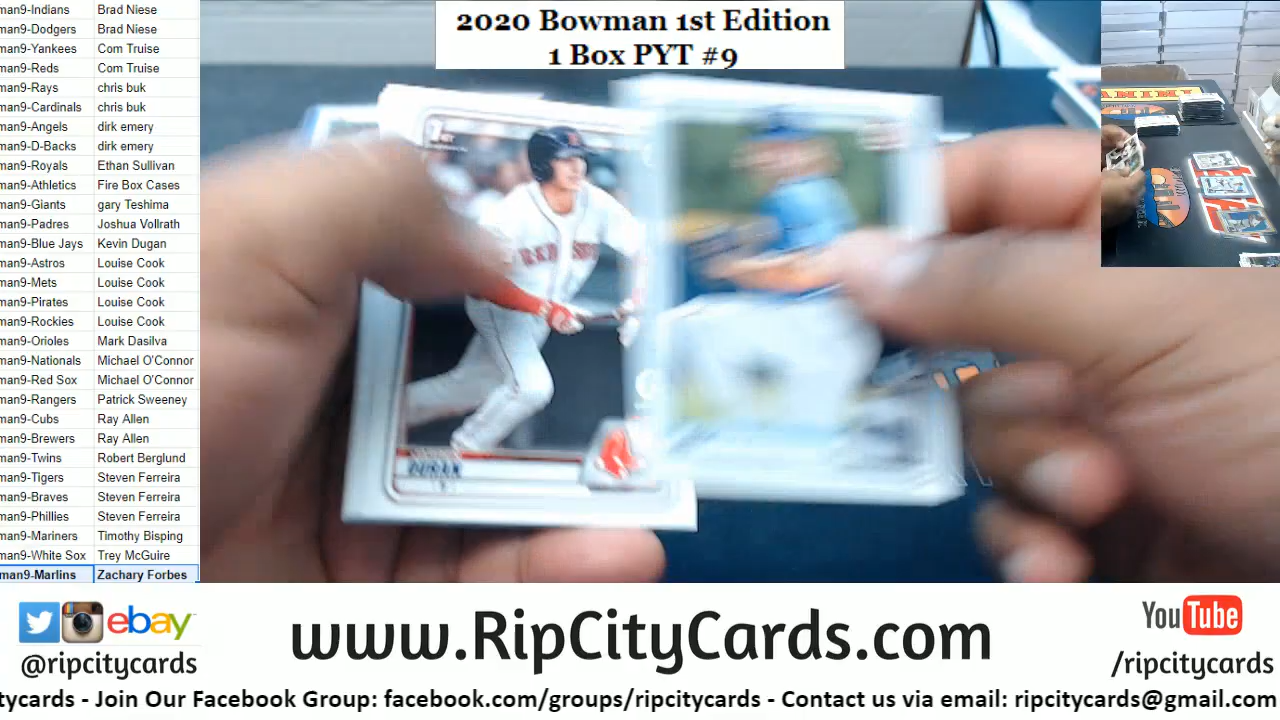 2020 Bowman 1st Edition
1 Box PYT #9
man9-Indians Brad Niese
man9-Dodgers Brad Niese
man9-Yankees Com Truise
man9-Reds Com Truise
man9-Rays chris buk
man9-Cardinals chris buk
man9-Angels dirk emery
man9-D-Backs dirk emery
man9-Royals Ethan Sullivan
man9-Athletics Fire Box Cases
man9-Giants gary Teshima
man9-Padres Joshua Vollrath
man9-Blue Jays Kevin Dugan
man9-Astros Louise Cook
man9-Mets Louise Cook
man9-Pirates Louise Cook
man9-Rockies Louise Cook
man9-Orioles Mark Dasilva
man9-Nationals Michael O'Connor
man9-Red Sox Michael O'Connor
man9-Rangers Patrick Sweeney
man9-Cubs Ray Allen
man9-Brewers Ray Allen
man9-Twins Robert Berglund
man9-Tigers Steven Ferreira
man9-Braves Steven Ferreira
man9-Phillies Steven Ferreira
man9-Mariners Timothy Bisping
man9-White Sox Trey McGuire
man9-Marlins Zachary Forbes
RED SOX
DURAN
PANINI
ebay
@ripcitycards
www.RipCityCards.com
YouTube
/ripcitycards
tycards - Join Our Facebook Group: facebook.com/groups/ripcitycards - Contact us via email: ripcitycards@gmail.com